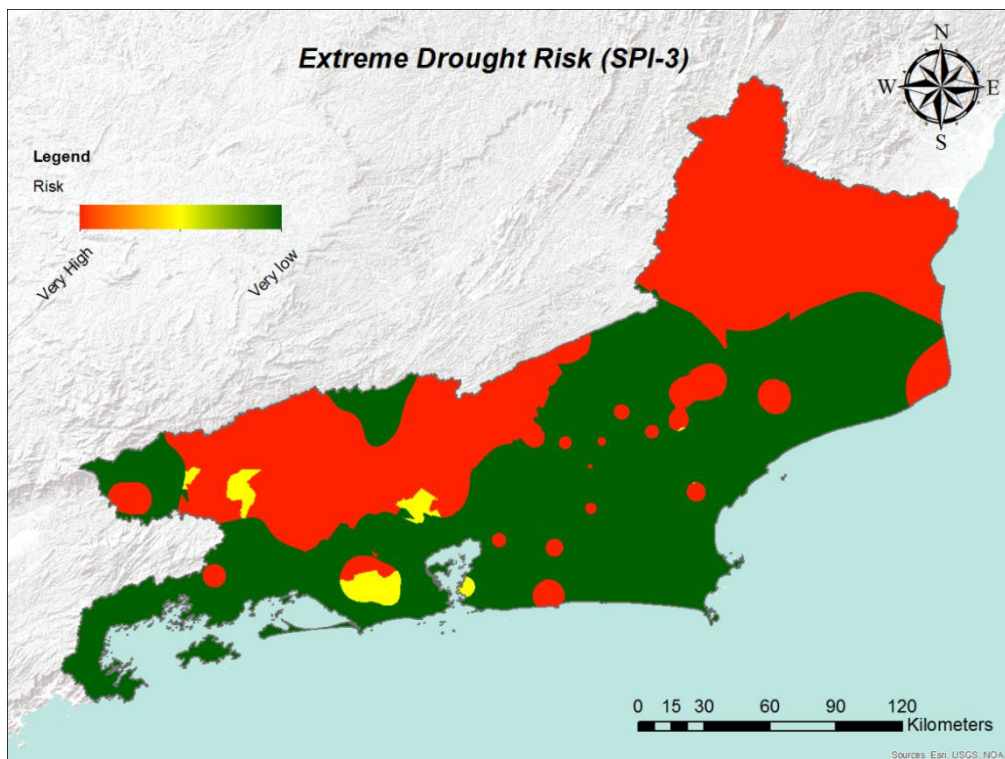 Extreme Drought Risk (SPI-3)
N
W E
S
Legend
Risk
Very High Very low
0 15 30 60 90 120
Kilometers
Sources: Esri, USGS, NOAA